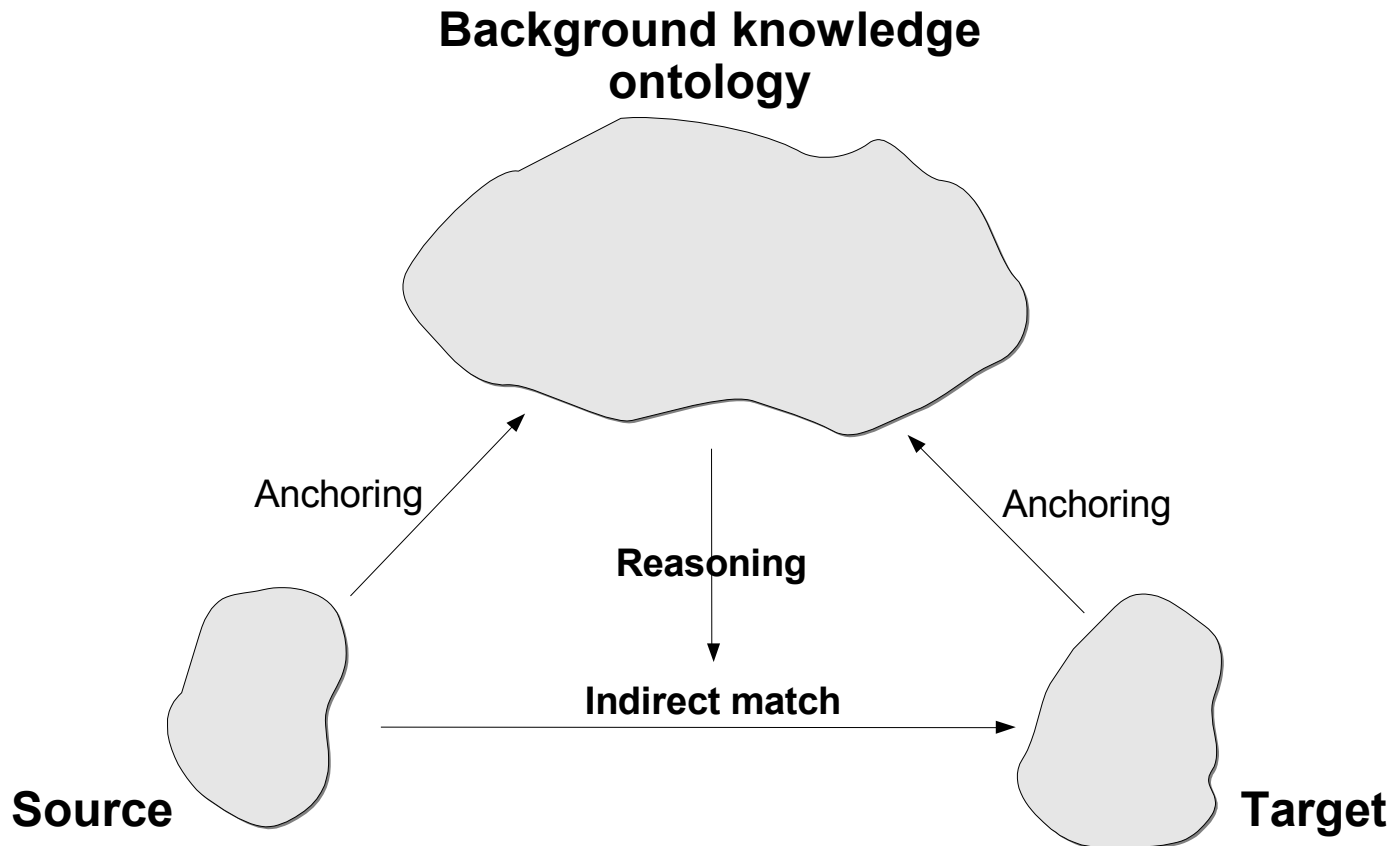 Background knowledge
ontology
Anchoring
Anchoring
Reasoning
Indirect match
Source
Target